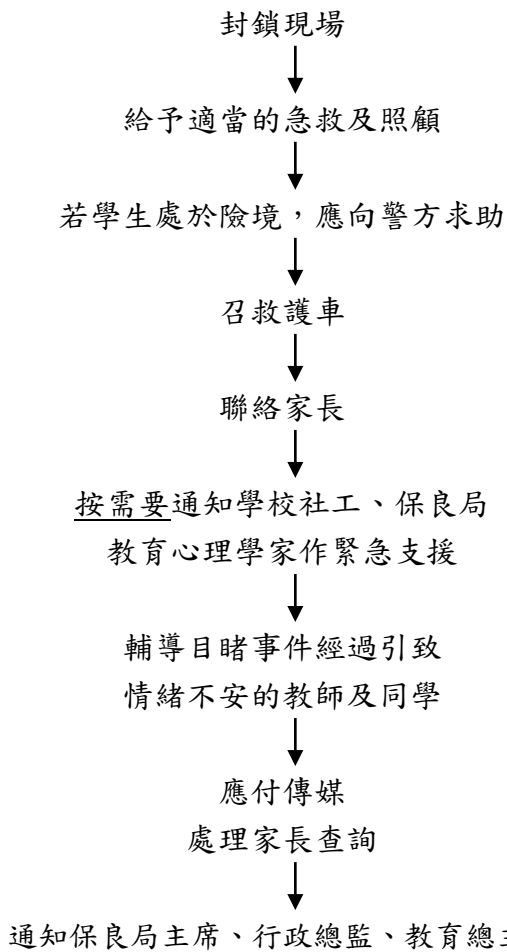 封鎖現場
給予適當的急救及照顧
若學生處於險境，應向警方求助
召救護車
聯絡家長
按需要通知學校社工、保良局
教育心理學家作緊急支援
輔導目睹事件經過引致
情緒不安的教師及同學
應付傳媒
處理家長查詢
通知保良局主席、行政總監、教育總主